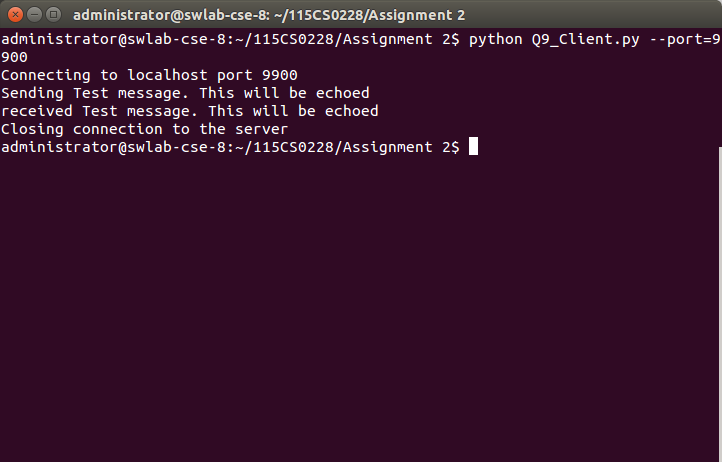 administrator@swlab-cse-8: ~/115CS0228/Assignment 2
administrator@swlab-cse-8:~/115CS0228/Assignment 2$ python Q9_Client.py --port=9
900
Connecting to localhost port 9900
Sending Test message. This will be echoed
received Test message. This will be echoed
Closing connection to the server
administrator@swlab-cse-8:~/115CS0228/Assignment 2$